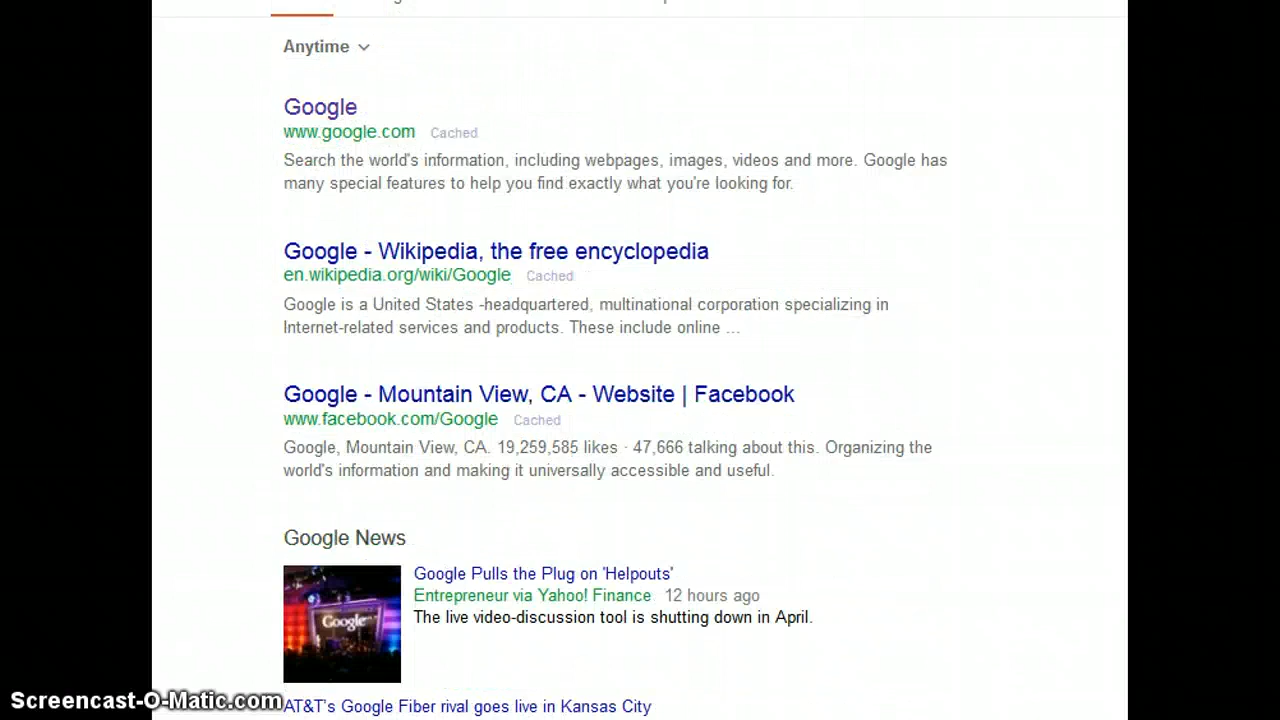 Anytime
Google
www.google.com Cached
Search the world's information, including webpages, images, videos and more. Google has
many special features to help you find exactly what you're looking for.
Google - Wikipedia, the free encyclopedia
en.wikipedia.org/wiki/Google Cached
Google is a United States -headquartered, multinational corporation specializing in
Internet-related services and products. These include online ...
Google - Mountain View, CA - Website | Facebook
www.facebook.com/Google Cached
Google, Mountain View, CA. 19,259,585 likes · 47,666 talking about this. Organizing the
world's information and making it universally accessible and useful.
Google News
Google Pulls the Plug on 'Helpouts'
Entrepreneur via Yahoo! Finance 12 hours ago
The live video-discussion tool is shutting down in April.
Google
AT&T's Google Fiber rival goes live in Kansas City
Screencast-O-Matic.com